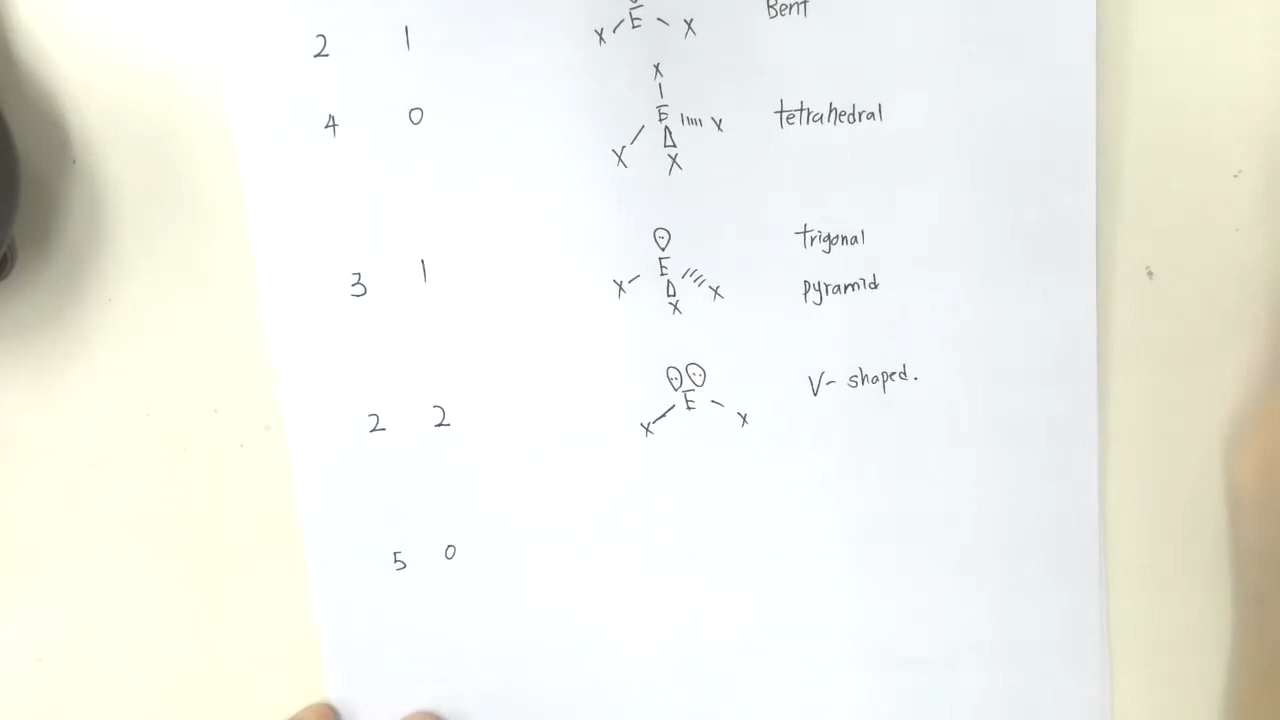 Bent
2 1 X E X
X
4 0 E X tetrahedral
X X
trigonal
3 1 E
X X pyramid
X
V- shaped.
2 2 E
X X
5 0